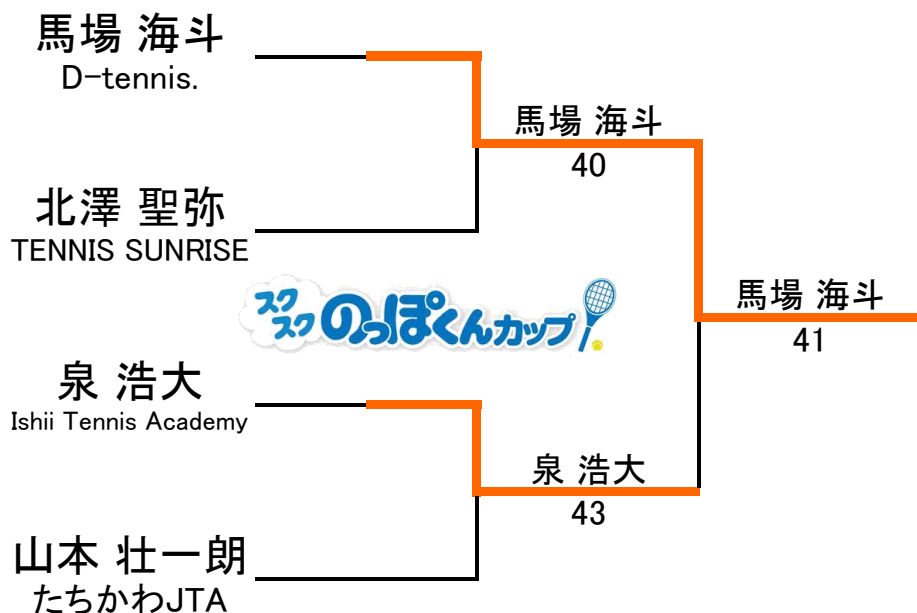 馬場 海斗
D-tennis.
馬場 海斗
40
北澤 聖弥
TENNIS SUNRISE
スクスク のっぽくんカップ
馬場 海斗
41
泉 浩大
Ishii Tennis Academy
泉 浩大
43
山本 壮一朗
たちかわJTA